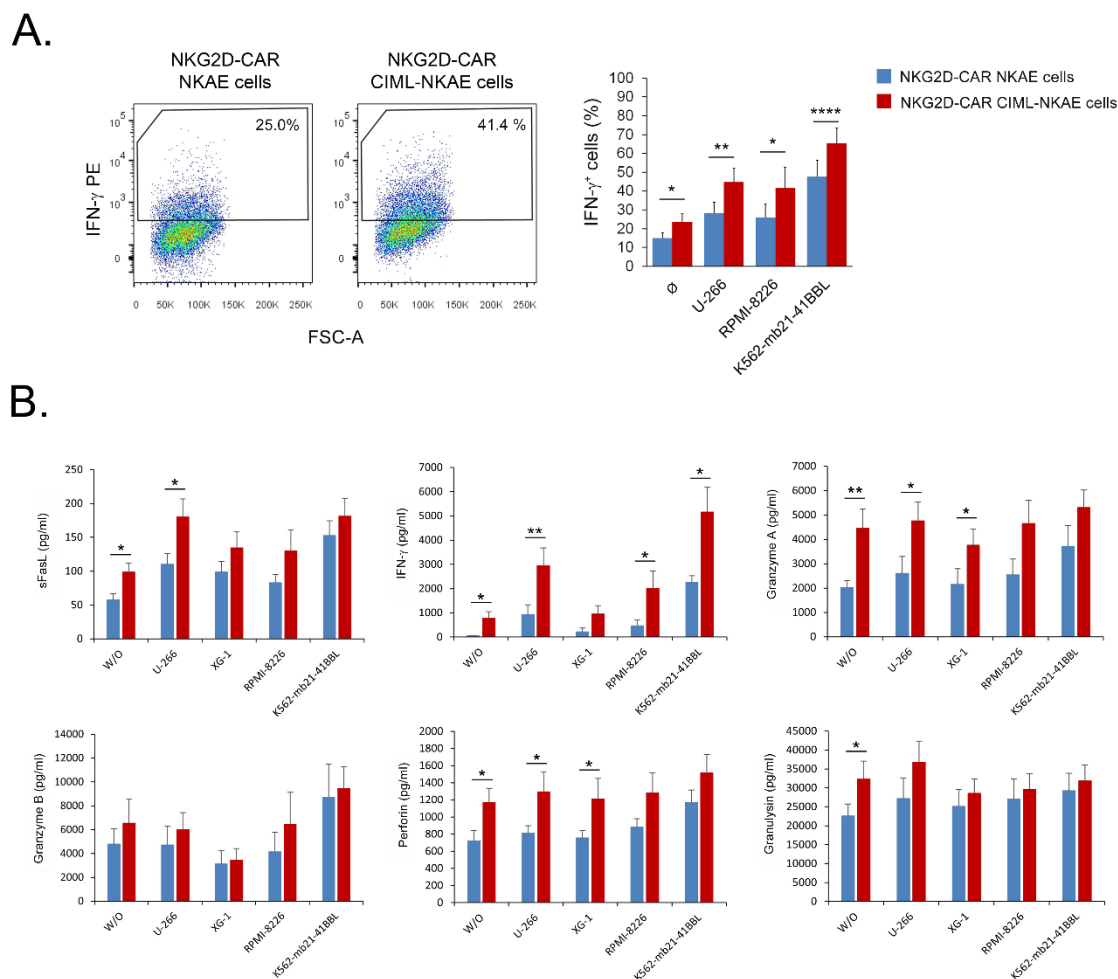 A.
NKG2D-CAR
NKAE cells
NKG2D-CAR
CIML-NKAE cells
25.0%
41.4 %
IFN-γ PE
10^5
10^4
10^3
0
10^5
10^4
10^3
0
0 50K 100K 150K 200K 250K
0 50K 100K 150K 200K 250K
FSC-A
NKG2D-CAR NKAE cells
NKG2D-CAR CIML-NKAE cells
IFN-γ+ cells (%)
100
90
80
70
60
50
40
30
20
10
0
* ** * ****
Ø
U-266
RPMI-8226
K562-mb21-41BBL
B.
sFasL (pg/ml)
250
200
150
100
50
0
* *
W/O
U-266
XG-1
RPMI-8226
K562-mb21-41BBL
IFN-γ (pg/ml)
7000
6000
5000
4000
3000
2000
1000
0
* ** * *
W/O
U-266
XG-1
RPMI-8226
K562-mb21-41BBL
Granzyme A (pg/ml)
7000
6000
5000
4000
3000
2000
1000
0
** * *
W/O
U-266
XG-1
RPMI-8226
K562-mb21-41BBL
Granzyme B (pg/ml)
14000
12000
10000
8000
6000
4000
2000
0
W/O
U-266
XG-1
RPMI-8226
K562-mb21-41BBL
Perforin (pg/ml)
2000
1800
1600
1400
1200
1000
800
600
400
200
0
* * *
W/O
U-266
XG-1
RPMI-8226
K562-mb21-41BBL
Granulysin (pg/ml)
45000
40000
35000
30000
25000
20000
15000
10000
5000
0
*
W/O
U-266
XG-1
RPMI-8226
K562-mb21-41BBL